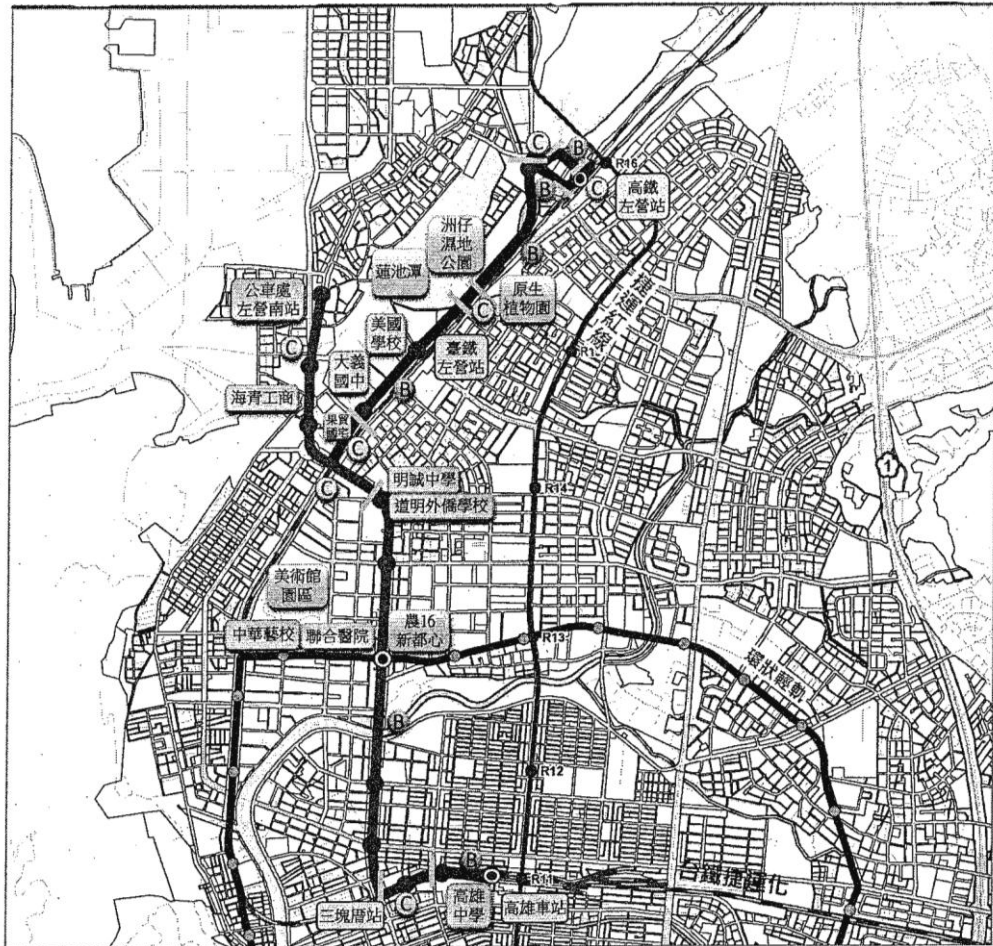 C
B
R16
B
C
高鐵
左營站
洲仔
濕地
公園
B
蓮池潭
公車處
左營南站
原生
植物園
捷運紅線
C
美國
學校
臺鐵
左營站
C
大義
國中
B
海青工商
果貿
國宅
C
1
明誠中學
C
R14
道明外僑學校
美術館
園區
中華藝校
聯合醫院
農16
新都心
R13
環狀輕軌
B
R12
B
R11
台鐵捷運化
C
三塊厝站
高雄
中學
高雄車站